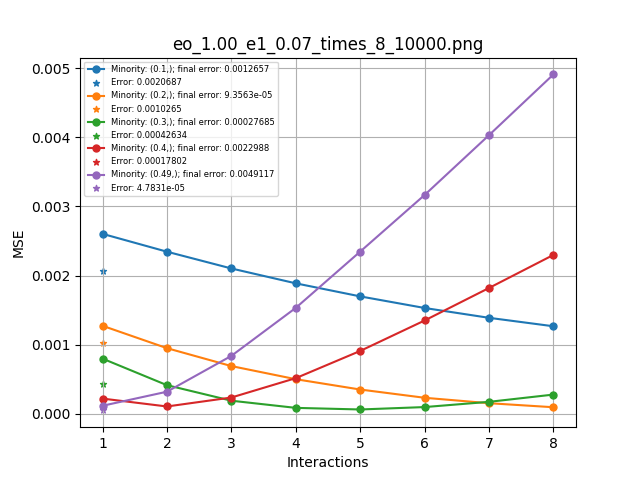 eo_1.00_e1_0.07_times_8_10000.png
0.005
0.004
0.003
0.002
0.001
0.000
MSE
Minority: (0.1,); final error: 0.0012657
Error: 0.0020687
Minority: (0.2,); final error: 9.3563e-05
Error: 0.0010265
Minority: (0.3,); final error: 0.00027685
Error: 0.00042634
Minority: (0.4,); final error: 0.0022988
Error: 0.00017802
Minority: (0.49,); final error: 0.0049117
Error: 4.7831e-05
1 2 3 4 5 6 7 8
Interactions